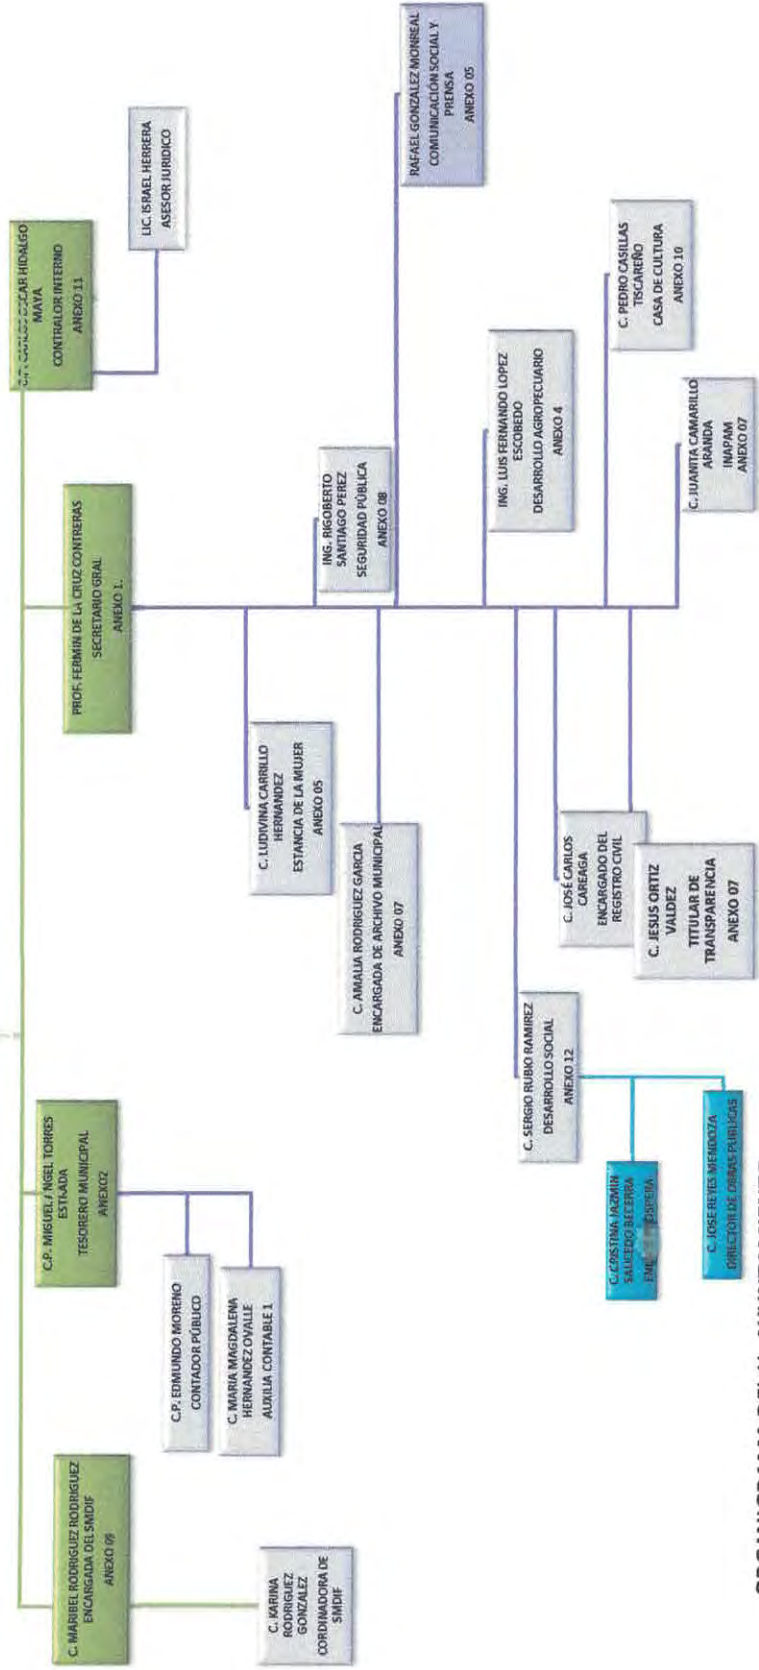 C. MARIBEL RODRIGUEZ RODRIGUEZ
ENCARGADA DEL SMDIF
ANEXO 09
C. KARINA
RODRIGUEZ
GONZALEZ
CORDINADORA DE
SMDIF
C.P. MIGUEL NGEL TORRES
ESTRADA
TESORERO MUNICIPAL
ANEXO2
C.P. EDMUNDO MORENO
CONTADOR PÚBLICO
C. MARIA MAGDALENA
HERNANDEZ OVALLE
AUXILIA CONTABLE 1
PROF. FERMIN DE LA CRUZ CONTRERAS
SECRETARIO GRAL
ANEXO 1.
OSCAR HIDALGO
MAYA
CONTRALOR INTERNO
ANEXO 11
LIC. ISRAEL HERRERA
ASESOR JURIDICO
C. LUDIVINA CARRILLO
HERNANDEZ
ESTANCIA DE LA MUJER
ANEXO 05
ING. RIGOBERTO
SANTIAGO PEREZ
SEGURIDAD PÚBLICA
ANEXO 08
C. AMALIA RODRIGUEZ GARCIA
ENCARGADA DE ARCHIVO MUNICIPAL
ANEXO 07
RAFAEL GONZALEZ MONREAL
COMUNICACIÓN SOCIAL Y
PRENSA
ANEXO 05
ING. LUIS FERNANDO LOPEZ
ESCOBEDO
DESARROLLO AGROPECUARIO
ANEXO 4
C. SERGIO RUBIO RAMIREZ
DESARROLLO SOCIAL
ANEXO 12
C. CRISTINA JAZMIN
SALICEDO BECERRA
C. JOSE REYES MENDOZA
DIRECTOR DE OBRAS PUBLICAS
C. JOSÉ CARLOS
CAREAGA
ENCARGADO DEL
REGISTRO CIVIL
C. JESUS ORTIZ
VALDEZ
TITULAR DE
TRANSPARENCIA
ANEXO 07
C. PEDRO CASILLAS
TISCAREÑO
CASA DE CULTURA
ANEXO 10
C. JUANITA CAMARILLO
ARANDA
INAPAM
ANEXO 07